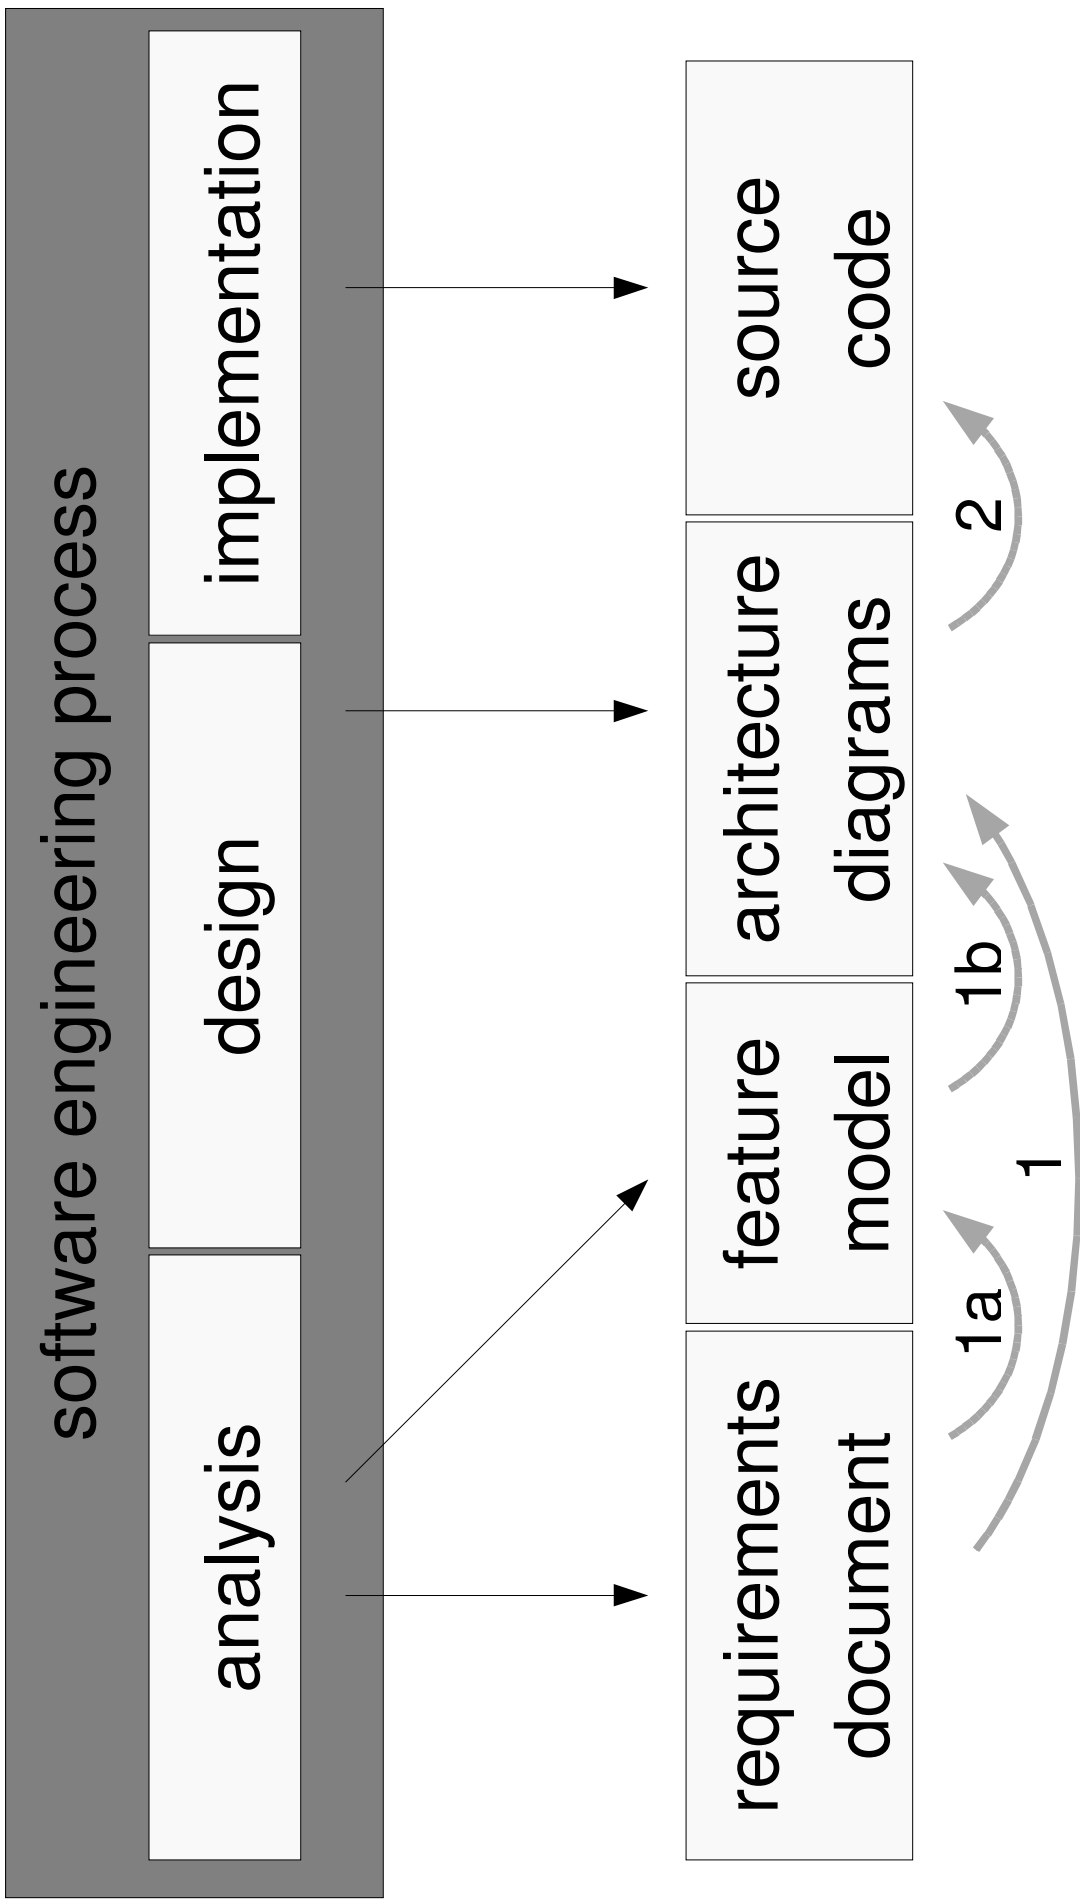 software engineering process
analysis
design
implementation
requirements
document
feature
model
architecture
diagrams
source
code
1a
1b
2
1